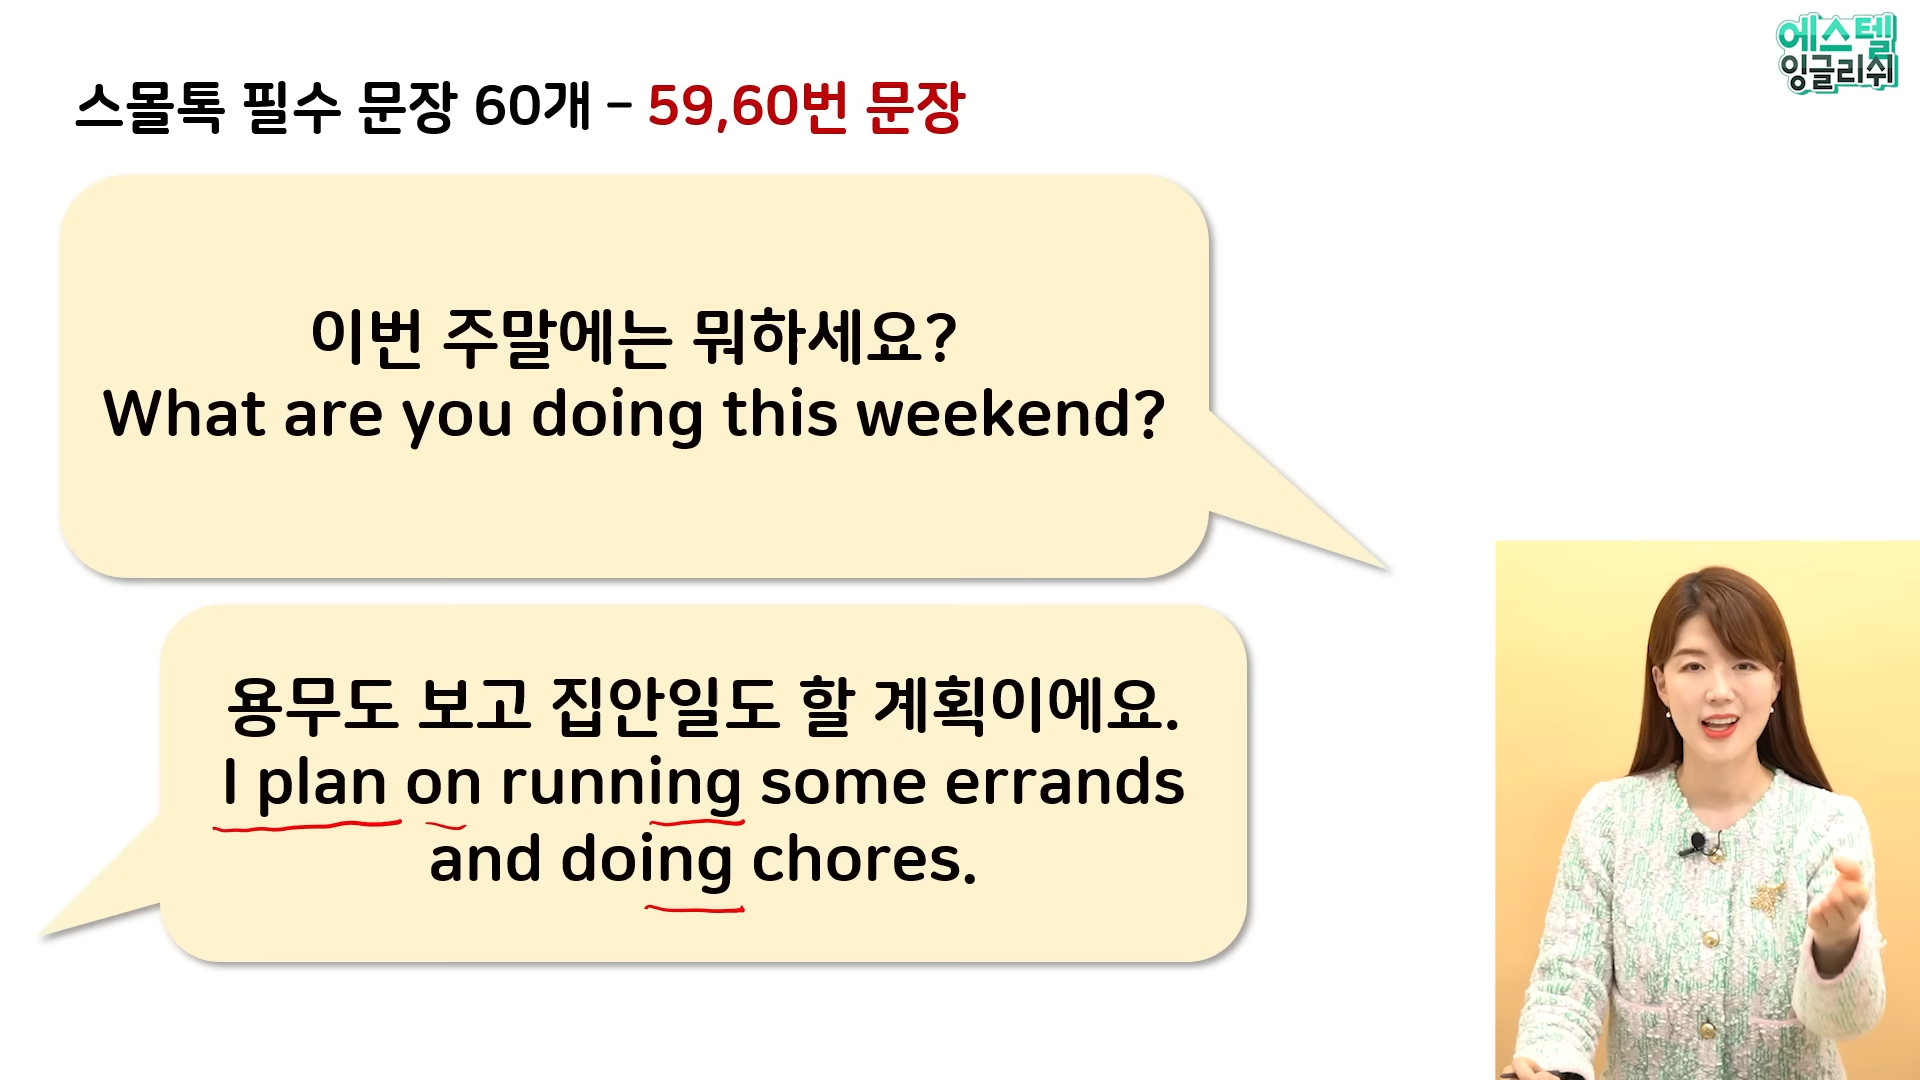 에스텔
잉글리쉬
스몰톡 필수 문장 60개 – 59,60번 문장
이번 주말에는 뭐하세요?
What are you doing this weekend?
용무도 보고 집안일도 할 계획이에요.
I plan on running some errands
and doing chores.